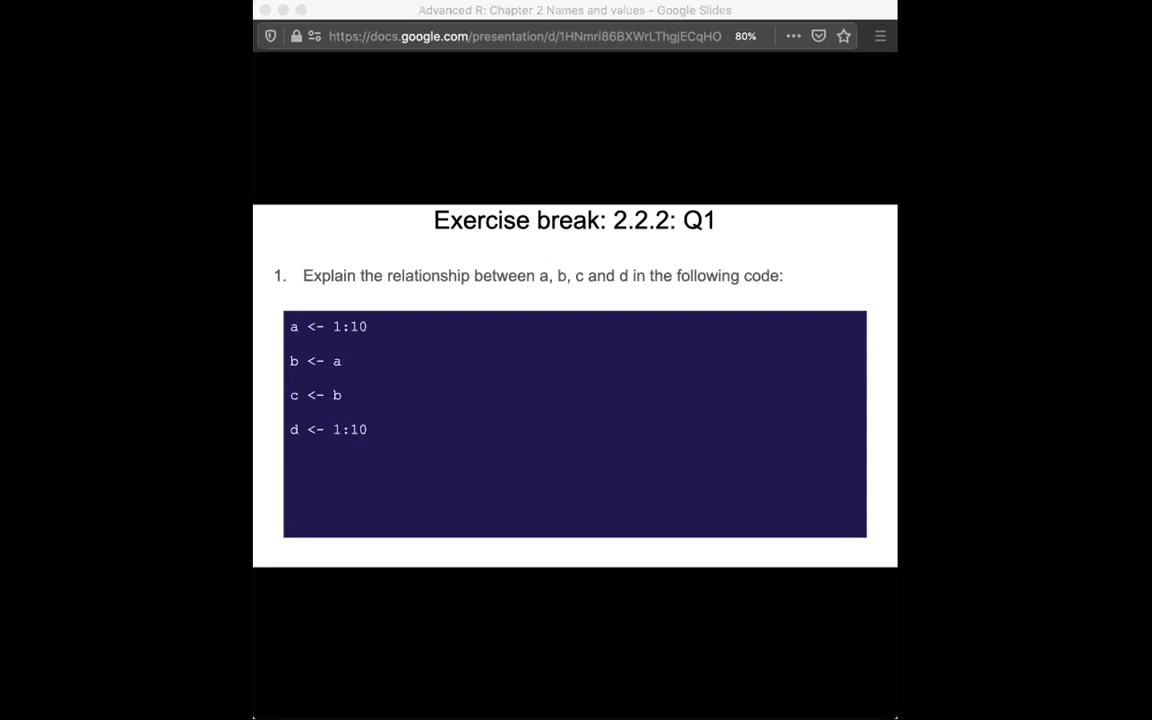 Advanced R: Chapter 2 Names and values - Google Slides
https://docs.google.com/presentation/d/1HNmri86BXWrLThgjECqHO 80%
Exercise break: 2.2.2: Q1
1. Explain the relationship between a, b, c and d in the following code:
a <- 1:10
b <- a
c <- b
d <- 1:10